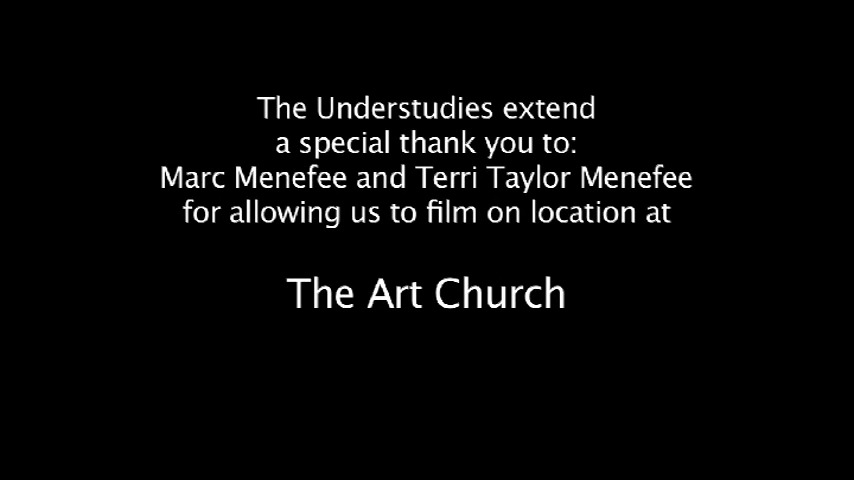 The Understudies extend
a special thank you to:
Marc Menefee and Terri Taylor Menefee
for allowing us to film on location at
The Art Church